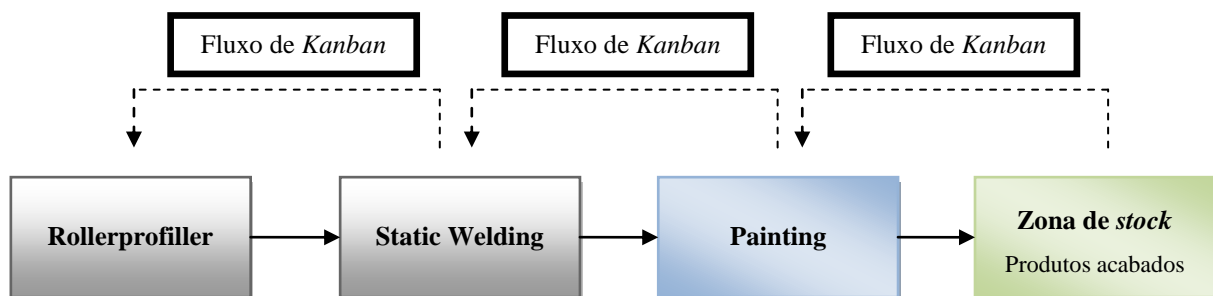 Fluxo de Kanban
Fluxo de Kanban
Fluxo de Kanban
Rollerprofiller
Static Welding
Painting
Zona de stock
Produtos acabados